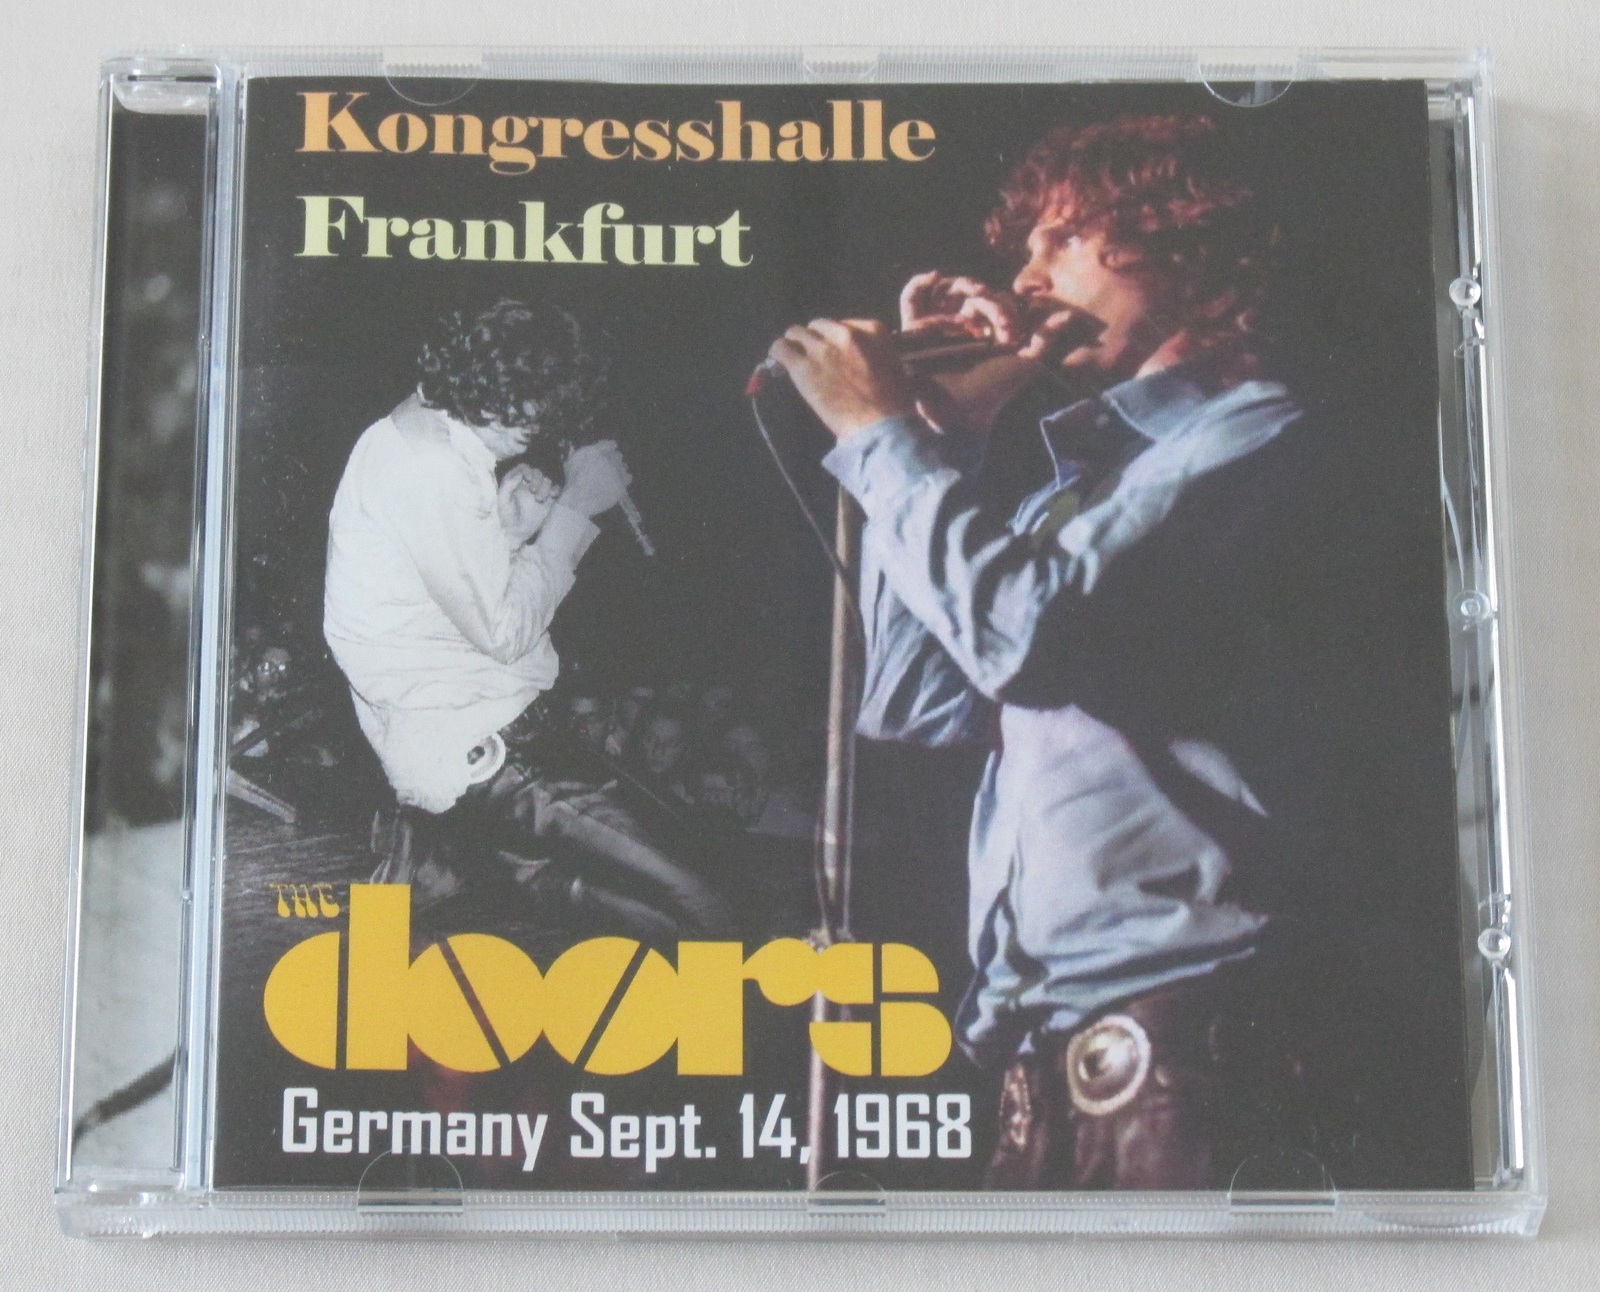 Kongresshalle
Frankfurt
THE
doors
Germany Sept. 14, 1968